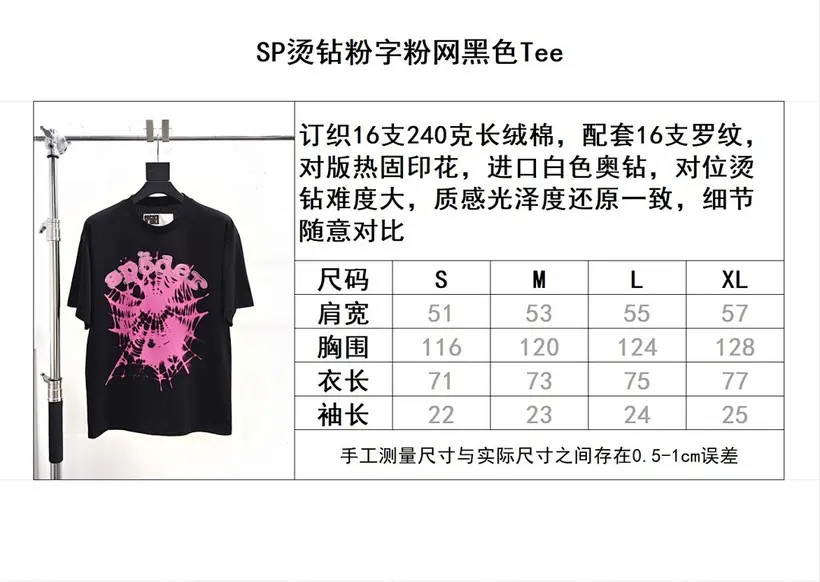 SP烫钻粉字粉网黑色Tee
订织16支240克长绒棉，配套16支罗纹，
对版热固印花，进口白色奥钻，对位烫
钻难度大，质感光泽度还原一致，细节
随意对比
spöder
尺码 S M L XL
肩宽 51 53 55 57
胸围 116 120 124 128
衣长 71 73 75 77
袖长 22 23 24 25
手工测量尺寸与实际尺寸之间存在0.5-1cm误差